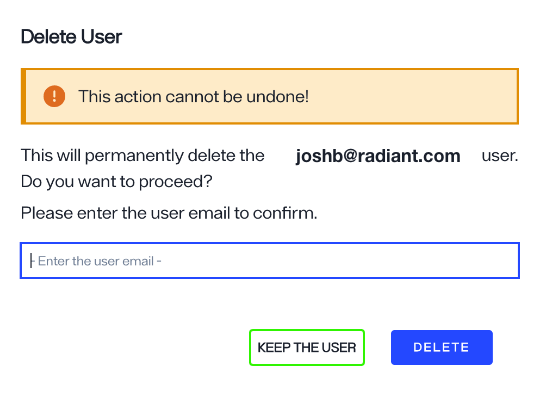 Delete User
This action cannot be undone!
This will permanently delete the joshb@radiant.com user.
Do you want to proceed?
Please enter the user email to confirm.
- Enter the user email -
KEEP THE USER DELETE